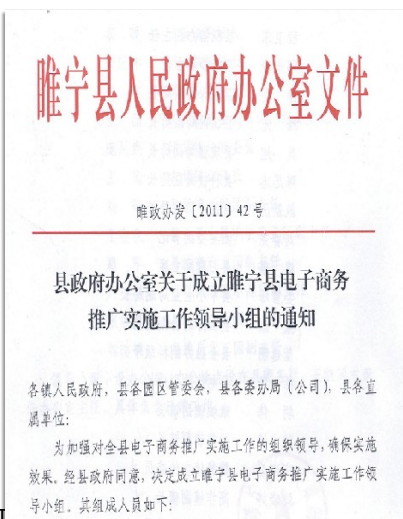 睢宁县人民政府办公室文件
睢政办发〔2011〕42号
县政府办公室关于成立睢宁县电子商务
推广实施工作领导小组的通知
各镇人民政府，县各园区管委会，县各委办局（公司），县各直
属单位：
为加强对全县电子商务推广实施工作的组织领导，确保实施
效果。经县政府同意，决定成立睢宁县电子商务推广实施工作领
导小组。其组成人员如下：